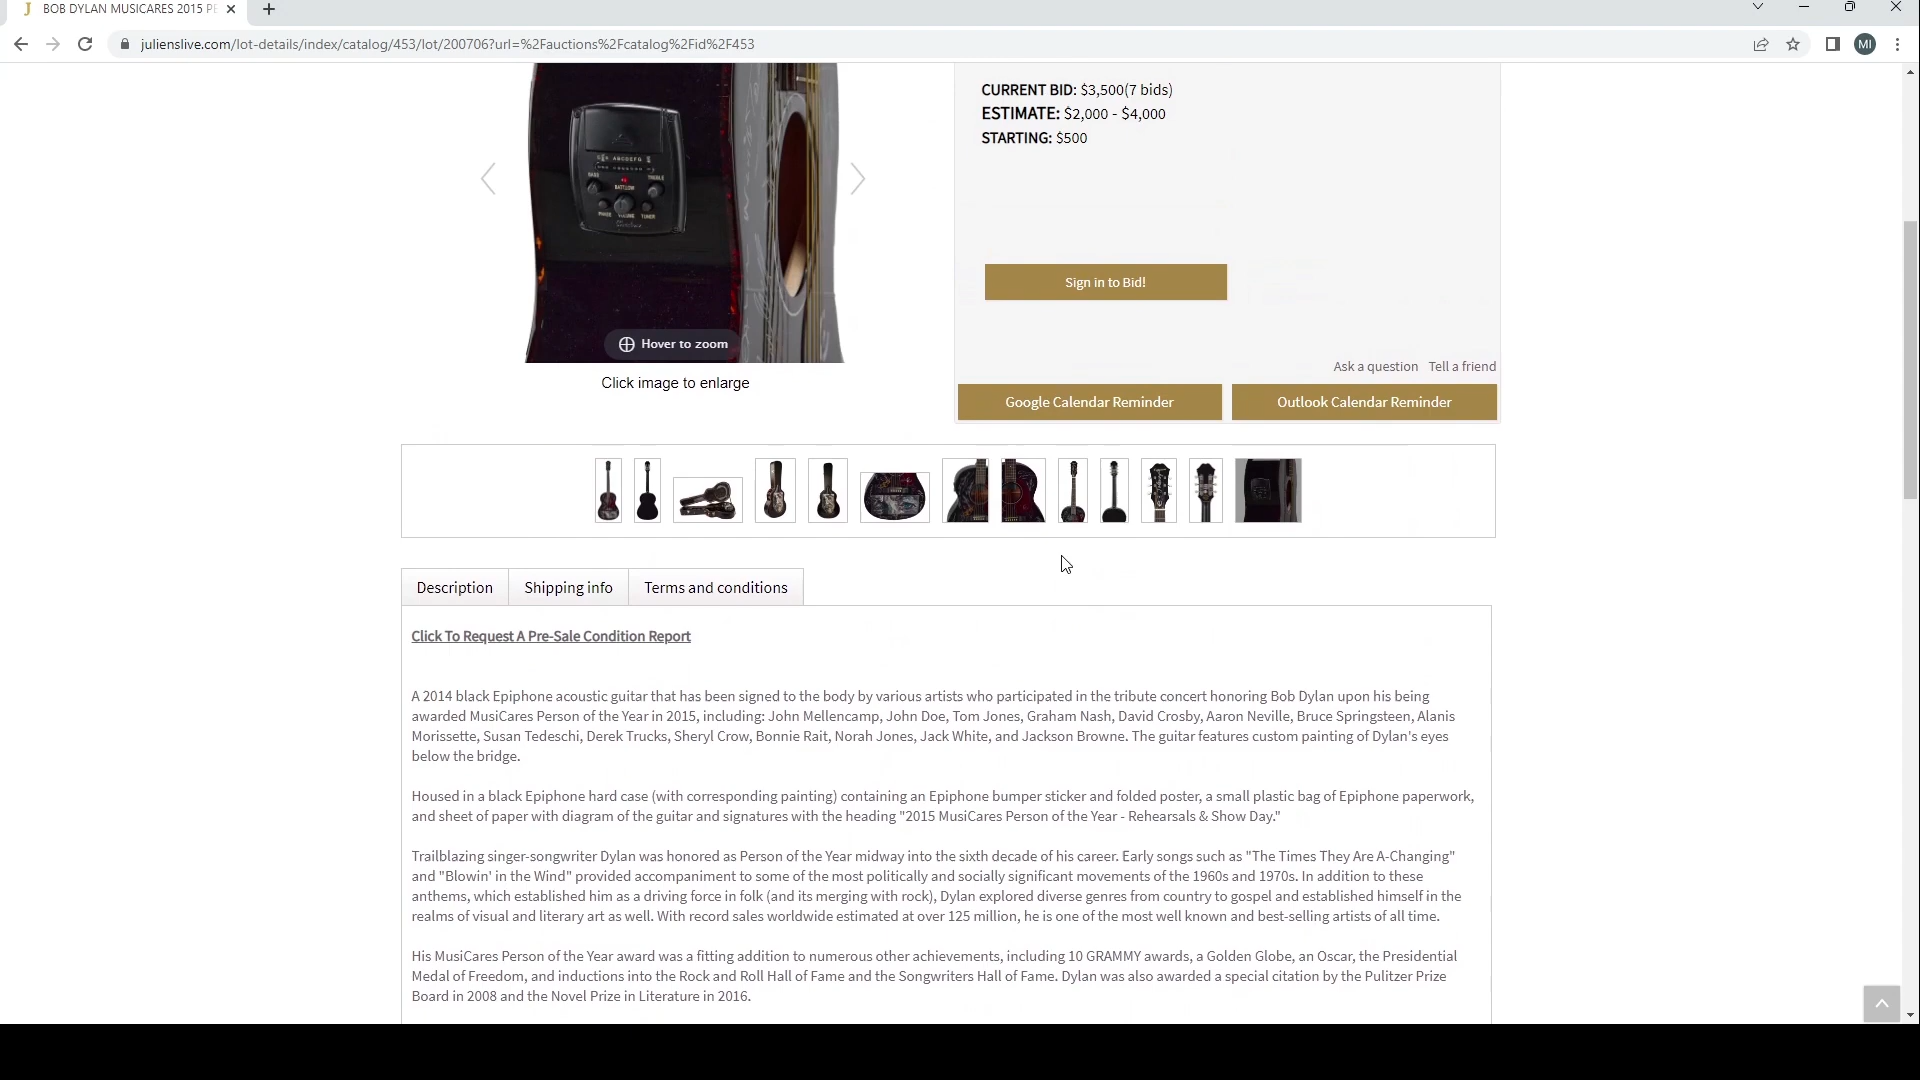 BOB DYLAN MUSICARES 2015 PE
julienslive.com/lot-details/index/catalog/453/lot/200706?url=%2Fauctions%2Fcatalog%2Fid%2F453
MI
CURRENT BID: $3,500(7 bids)
ESTIMATE: $2,000 - $4,000
STARTING: $500
ABCDEFG
BASS
TREBLE
BATT/LOW
PHASE VOLUME TUNER
Sign in to Bid!
Hover to zoom
Click image to enlarge
Ask a question Tell a friend
Google Calendar Reminder Outlook Calendar Reminder
Description Shipping info Terms and conditions
Click To Request A Pre-Sale Condition Report
A 2014 black Epiphone acoustic guitar that has been signed to the body by various artists who participated in the tribute concert honoring Bob Dylan upon his being
awarded MusiCares Person of the Year in 2015, including: John Mellencamp, John Doe, Tom Jones, Graham Nash, David Crosby, Aaron Neville, Bruce Springsteen, Alanis
Morissette, Susan Tedeschi, Derek Trucks, Sheryl Crow, Bonnie Rait, Norah Jones, Jack White, and Jackson Browne. The guitar features custom painting of Dylan's eyes
below the bridge.
Housed in a black Epiphone hard case (with corresponding painting) containing an Epiphone bumper sticker and folded poster, a small plastic bag of Epiphone paperwork,
and sheet of paper with diagram of the guitar and signatures with the heading "2015 MusiCares Person of the Year - Rehearsals & Show Day."
Trailblazing singer-songwriter Dylan was honored as Person of the Year midway into the sixth decade of his career. Early songs such as "The Times They Are A-Changing"
and "Blowin' in the Wind" provided accompaniment to some of the most politically and socially significant movements of the 1960s and 1970s. In addition to these
anthems, which established him as a driving force in folk (and its merging with rock), Dylan explored diverse genres from country to gospel and established himself in the
realms of visual and literary art as well. With record sales worldwide estimated at over 125 million, he is one of the most well known and best-selling artists of all time.
His MusiCares Person of the Year award was a fitting addition to numerous other achievements, including 10 GRAMMY awards, a Golden Globe, an Oscar, the Presidential
Medal of Freedom, and inductions into the Rock and Roll Hall of Fame and the Songwriters Hall of Fame. Dylan was also awarded a special citation by the Pulitzer Prize
Board in 2008 and the Novel Prize in Literature in 2016.